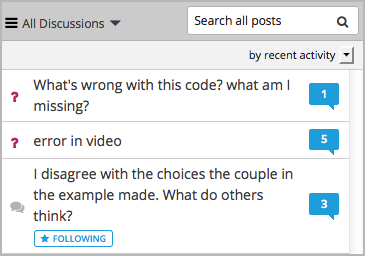 All Discussions
Search all posts
by recent activity
What's wrong with this code? what am I
missing?
1
error in video
5
I disagree with the choices the couple in
the example made. What do others
think?
3
FOLLOWING